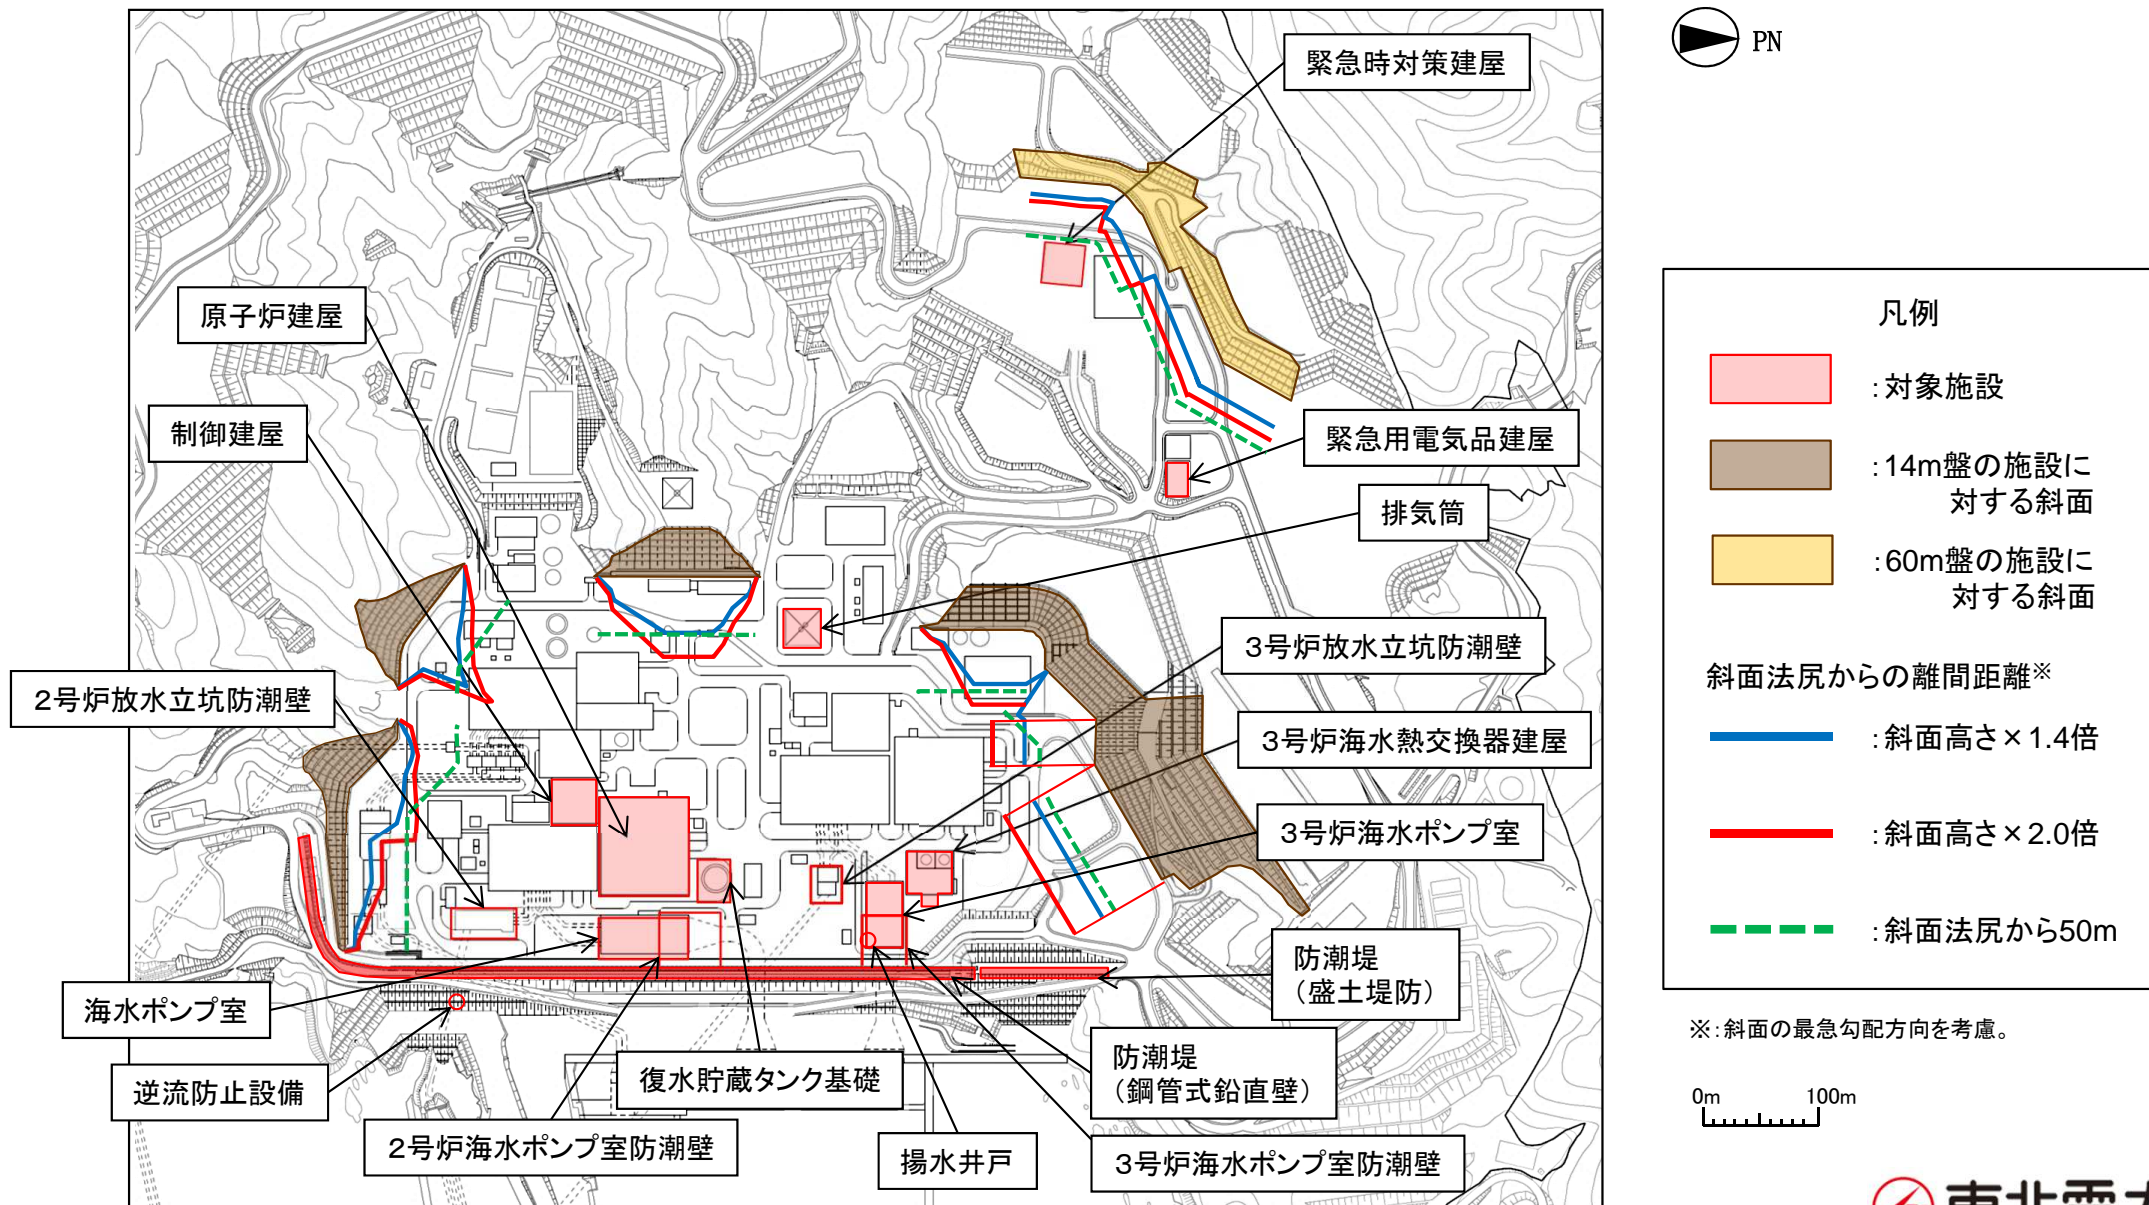 PN
緊急時対策建屋
原子炉建屋
制御建屋
緊急用電気品建屋
排気筒
3号炉放水立坑防潮壁
2号炉放水立坑防潮壁
3号炉海水熱交換器建屋
3号炉海水ポンプ室
防潮堤
（盛土堤防）
海水ポンプ室
防潮堤
（鋼管式鉛直壁）
復水貯蔵タンク基礎
逆流防止設備
2号炉海水ポンプ室防潮壁
揚水井戸
3号炉海水ポンプ室防潮壁
凡例
：対象施設
：14m盤の施設に
対する斜面
：60m盤の施設に
対する斜面
斜面法尻からの離間距離※
：斜面高さ×1.4倍
：斜面高さ×2.0倍
：斜面法尻から50m
※：斜面の最急勾配方向を考慮。
0m 100m
東北電